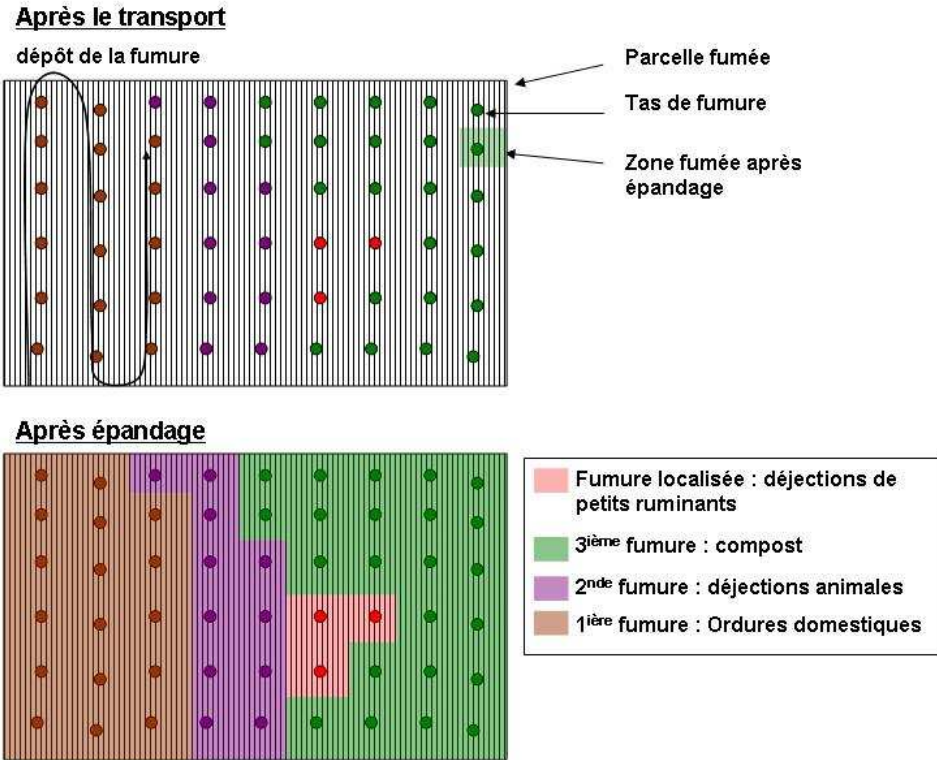 Après le transport
dépôt de la fumure
Parcelle fumée
Tas de fumure
Zone fumée après
épandage
Après épandage
Fumure localisée : déjections de
petits ruminants
3ième fumure : compost
2nde fumure : déjections animales
1ière fumure : Ordures domestiques